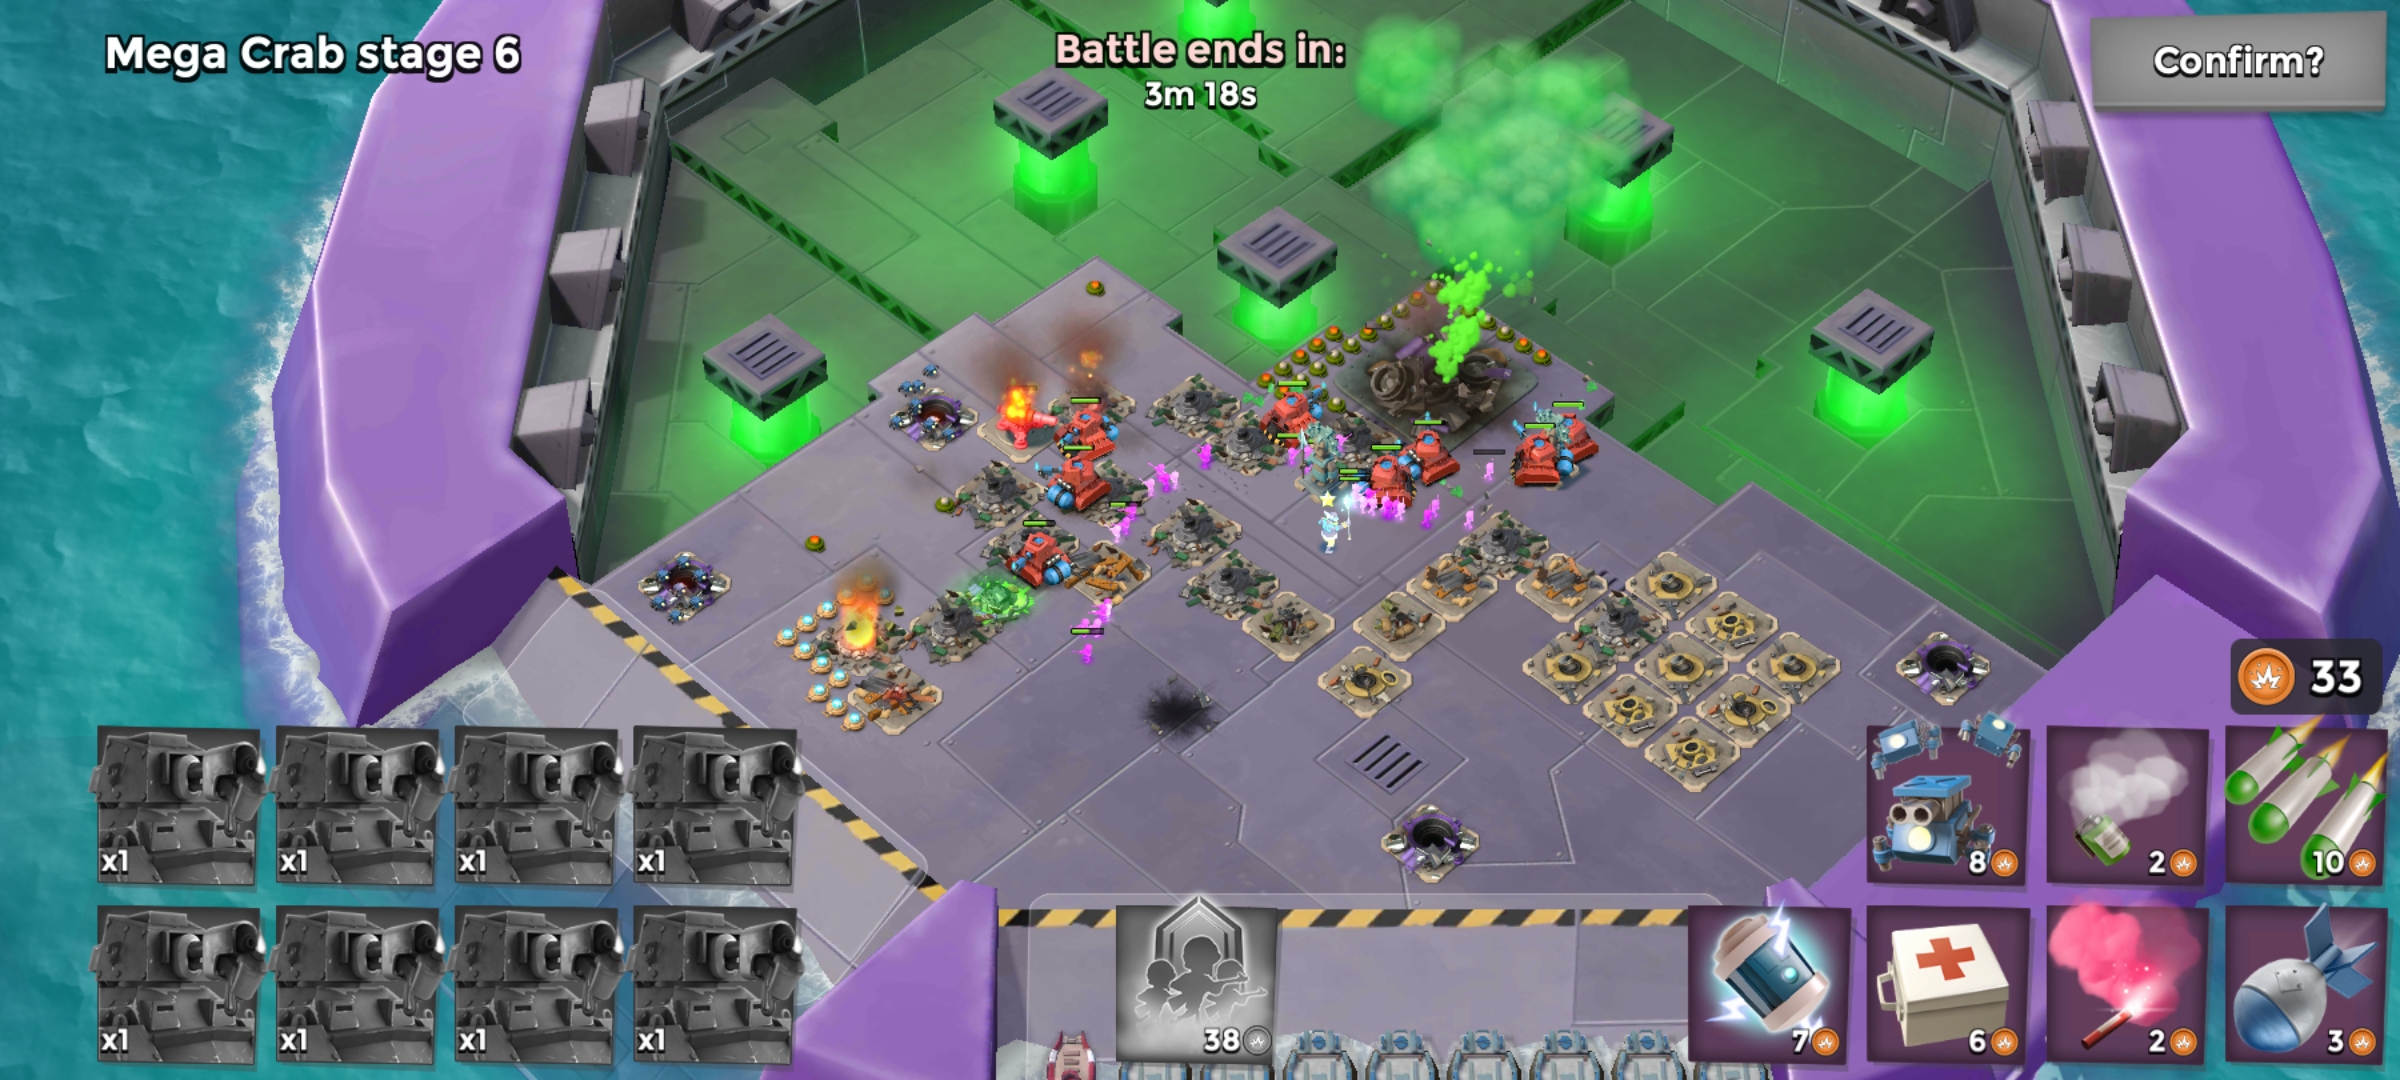 Mega Crab stage 6
Battle ends in:
3m 18s
Confirm?
33
x1
x1
x1
x1
8
2
10
x1
x1
x1
x1
38
7
6
2
3